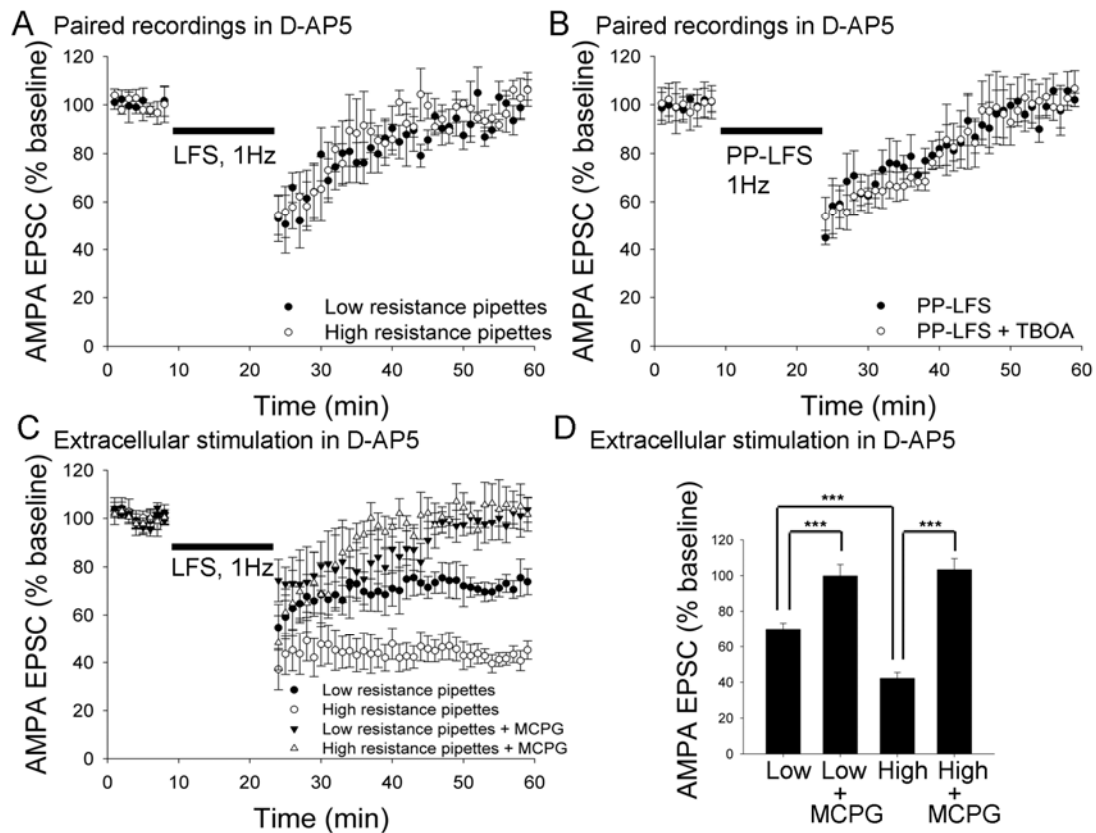 A Paired recordings in D-AP5
AMPA EPSC (% baseline)
120
100
80
60
40
20
0
LFS, 1Hz
Low resistance pipettes
High resistance pipettes
0 10 20 30 40 50 60
Time (min)
B Paired recordings in D-AP5
AMPA EPSC (% baseline)
120
100
80
60
40
20
0
PP-LFS
1Hz
PP-LFS
PP-LFS + TBOA
0 10 20 30 40 50 60
Time (min)
C Extracellular stimulation in D-AP5
AMPA EPSC (% baseline)
120
100
80
60
40
20
0
LFS, 1Hz
Low resistance pipettes
High resistance pipettes
Low resistance pipettes + MCPG
High resistance pipettes + MCPG
0 10 20 30 40 50 60
Time (min)
D Extracellular stimulation in D-AP5
AMPA EPSC (% baseline)
120
100
80
60
40
20
0
***
*** ***
Low Low High High
+ +
MCPG MCPG